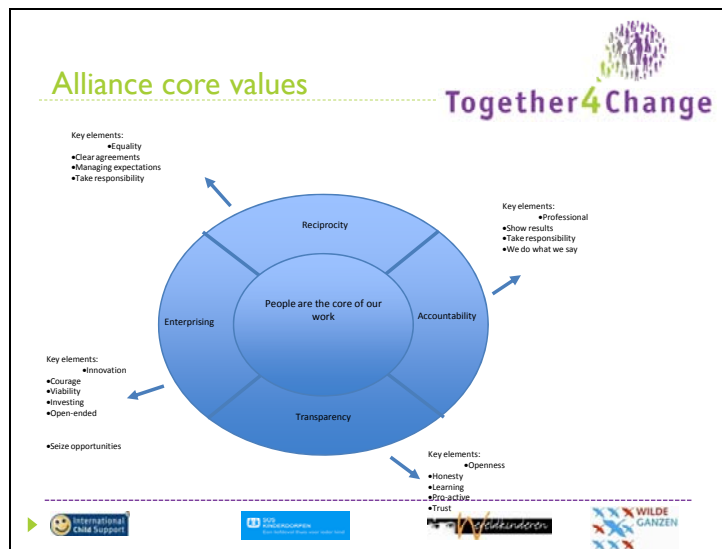 Alliance core values
Together4Change
Key elements:
•Equality
•Clear agreements
•Managing expectations
•Take responsibility
Key elements:
•Professional
•Show results
•Take responsibility
•We do what we say
Reciprocity
People are the core of our
work
Enterprising
Accountability
Transparency
Key elements:
•Innovation
•Courage
•Viability
•Investing
•Open-ended
•Seize opportunities
Key elements:
•Openness
•Honesty
•Learning
•Pro-active
•Trust
International
Child Support
SOS
KINDERDORPEN
Wereldkinderen
WILDE
GANZEN